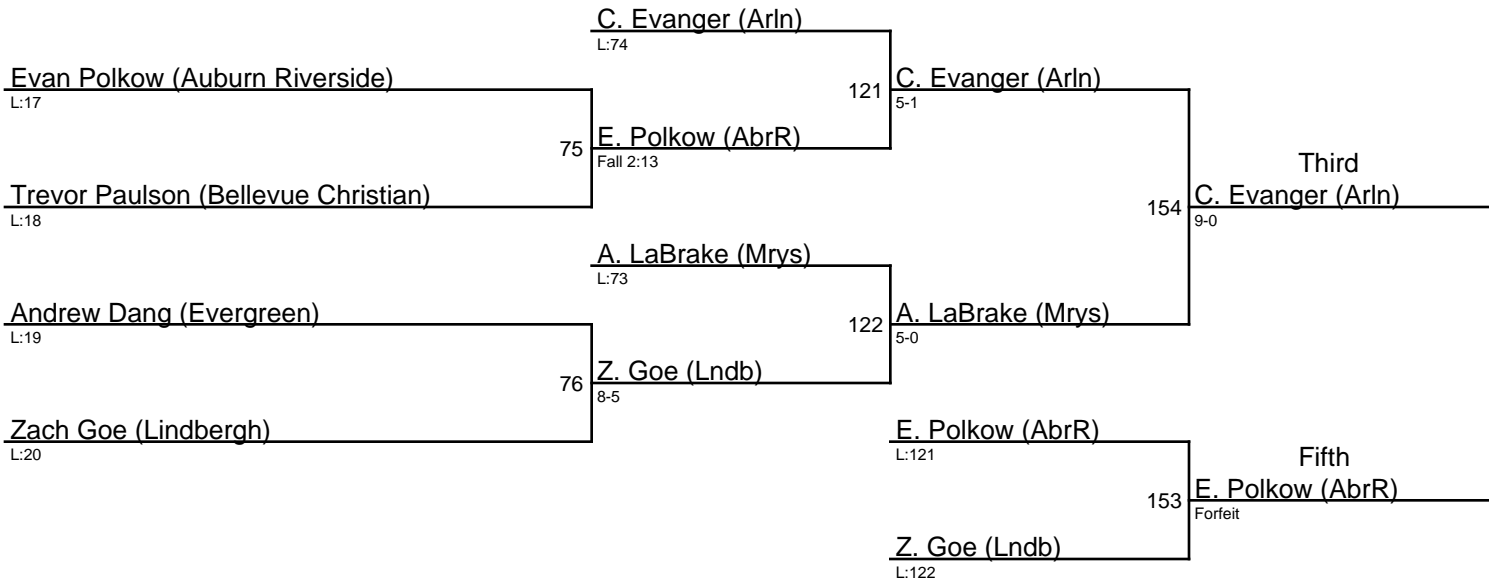 C. Evanger (Arln)
L:74
Evan Polkow (Auburn Riverside)
L:17
121
C. Evanger (Arln)
5-1
75
E. Polkow (AbrR)
Fall 2:13
Trevor Paulson (Bellevue Christian)
L:18
Third
154
C. Evanger (Arln)
9-0
A. LaBrake (Mrys)
L:73
Andrew Dang (Evergreen)
L:19
122
A. LaBrake (Mrys)
5-0
76
Z. Goe (Lndb)
8-5
Zach Goe (Lindbergh)
L:20
E. Polkow (AbrR)
L:121
Fifth
153
E. Polkow (AbrR)
Forfeit
Z. Goe (Lndb)
L:122